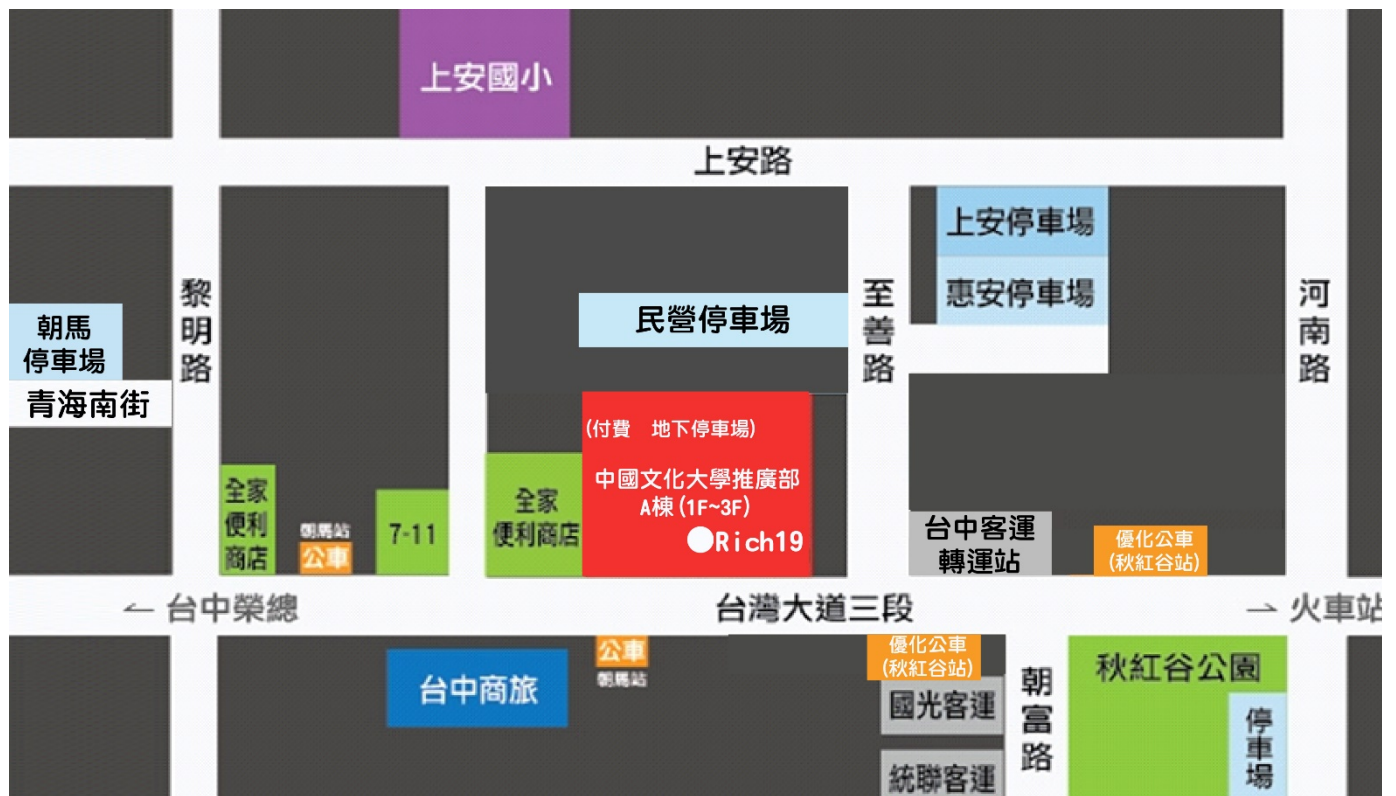 上安國小
上安路
上安停車場
惠安停車場
黎明路
至善路
河南路
民營停車場
朝馬
停車場
青海南街
(付費 地下停車場)
中國文化大學推廣部
A棟(1F~3F)
Rich19
全家
便利
商店
朝馬站
公車
7-11
全家
便利商店
台中客運
轉運站
優化公車
(秋紅谷站)
← 台中榮總
台灣大道三段
→ 火車站
公車
朝馬站
台中商旅
優化公車
(秋紅谷站)
國光客運
統聯客運
朝富路
秋紅谷公園
停車場